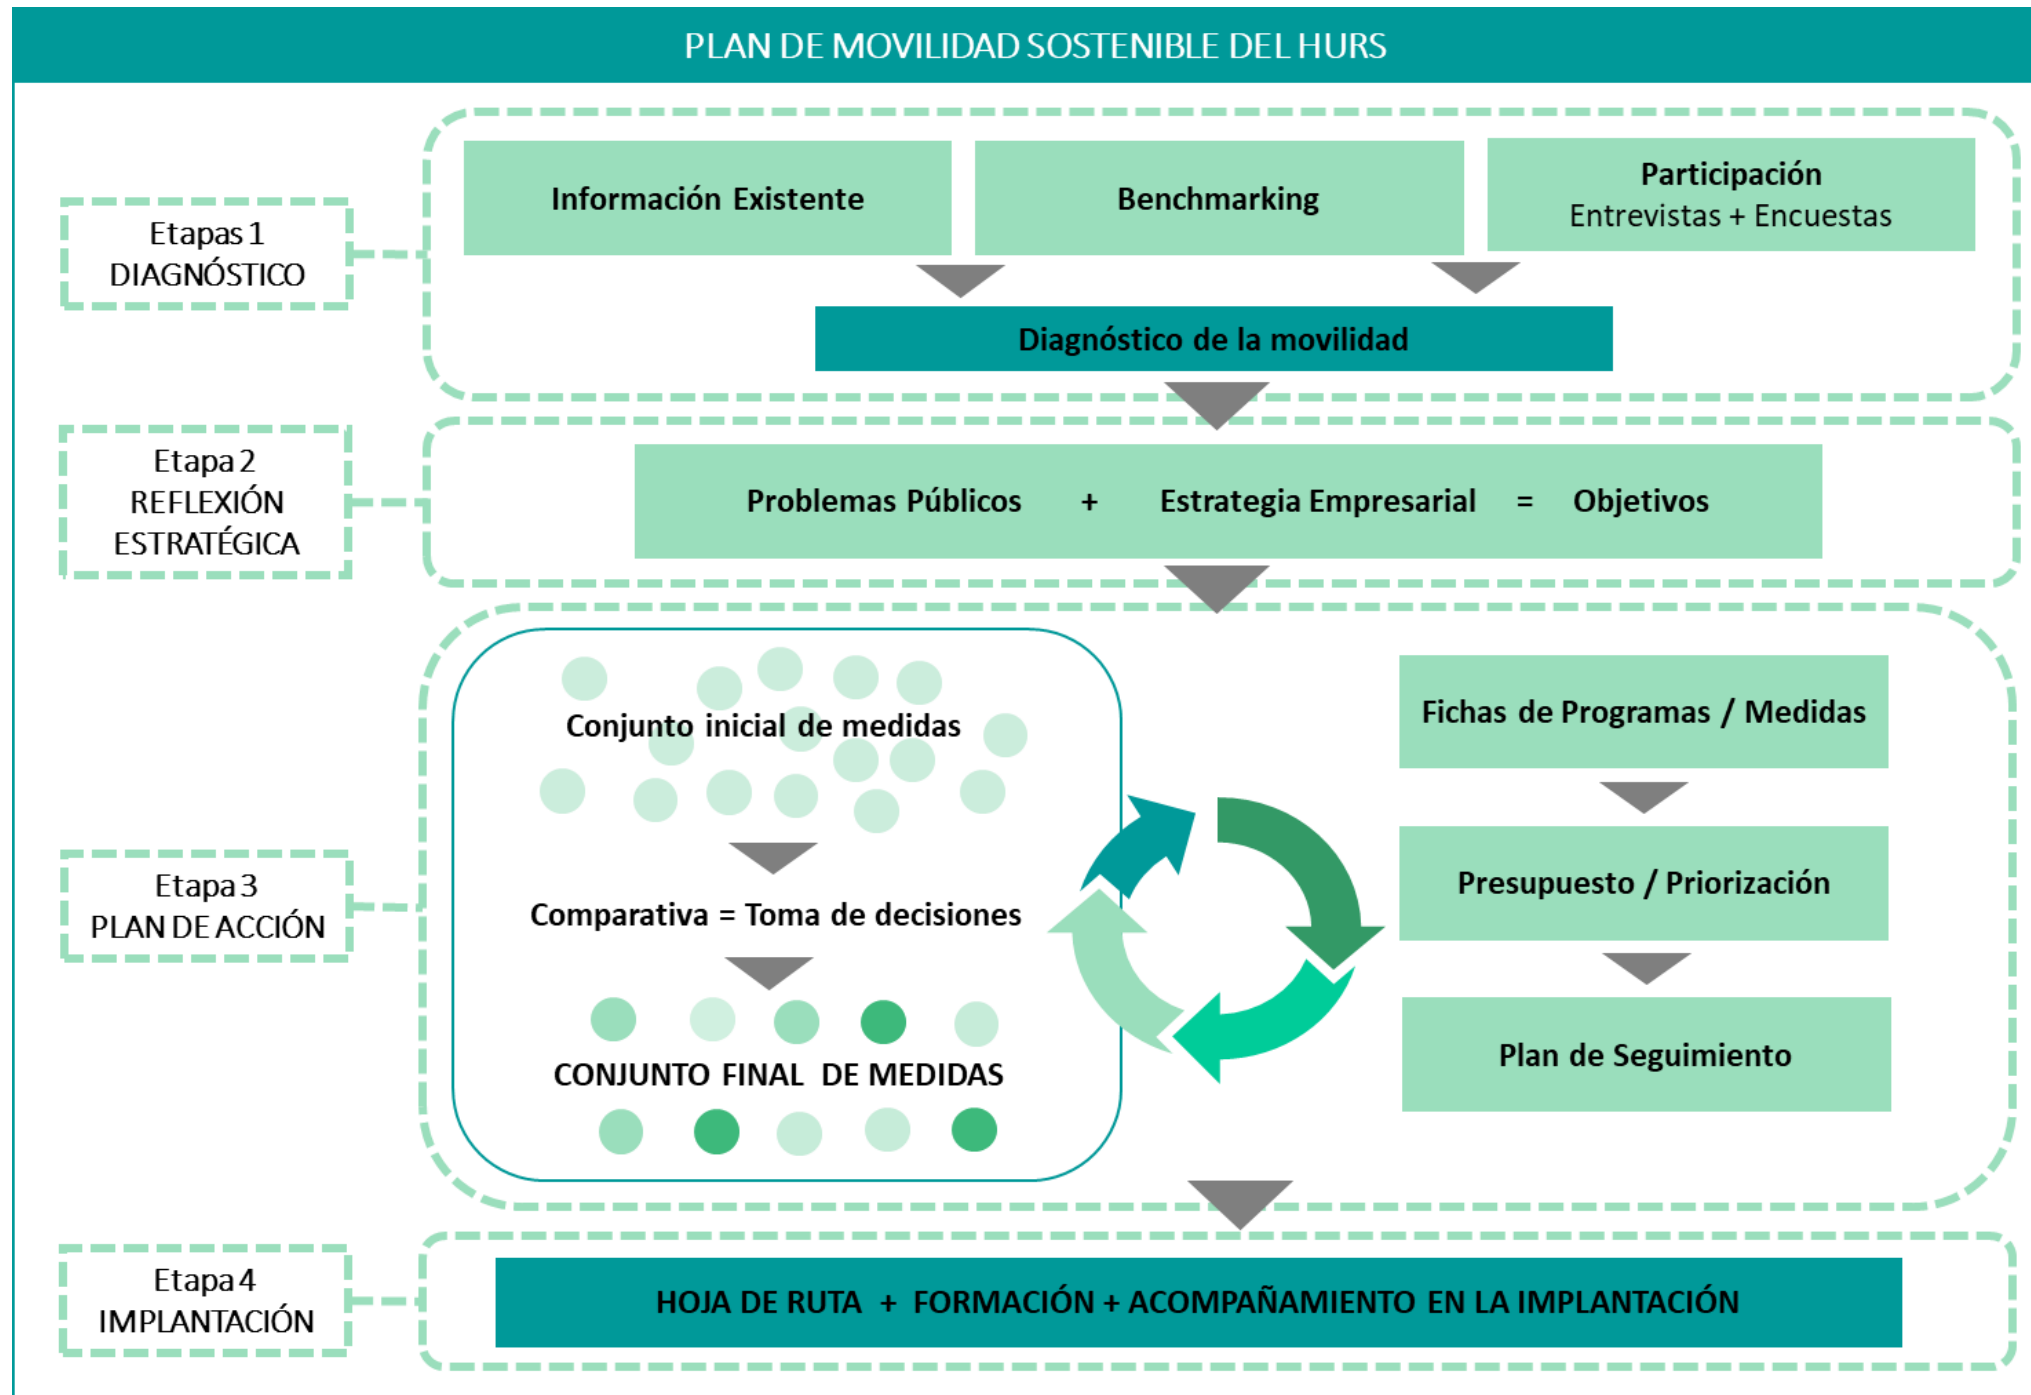 PLAN DE MOVILIDAD SOSTENIBLE DEL HURS
Etapas 1
DIAGNÓSTICO
Információn Existente
Benchmarking
Participación
Entrevistas + Encuestas
Diagnóstico de la movilidad
Etapa 2
REFLEXIÓN
ESTRATÉGICA
Problemas Públicos + Estrategia Empresarial = Objetivos
Etapa 3
PLAN DE ACCIÓN
Conjunto inicial de medidas
Comparativa = Toma de decisiones
CONJUNTO FINAL DE MEDIDAS
Fichas de Programas / Medidas
Presupuesto / Priorización
Plan de Seguimiento
Etapa 4
IMPLANTACIÓN
HOJA DE RUTA + FORMACIÓN + ACOMPAÑAMIENTO EN LA IMPLANTACIÓN